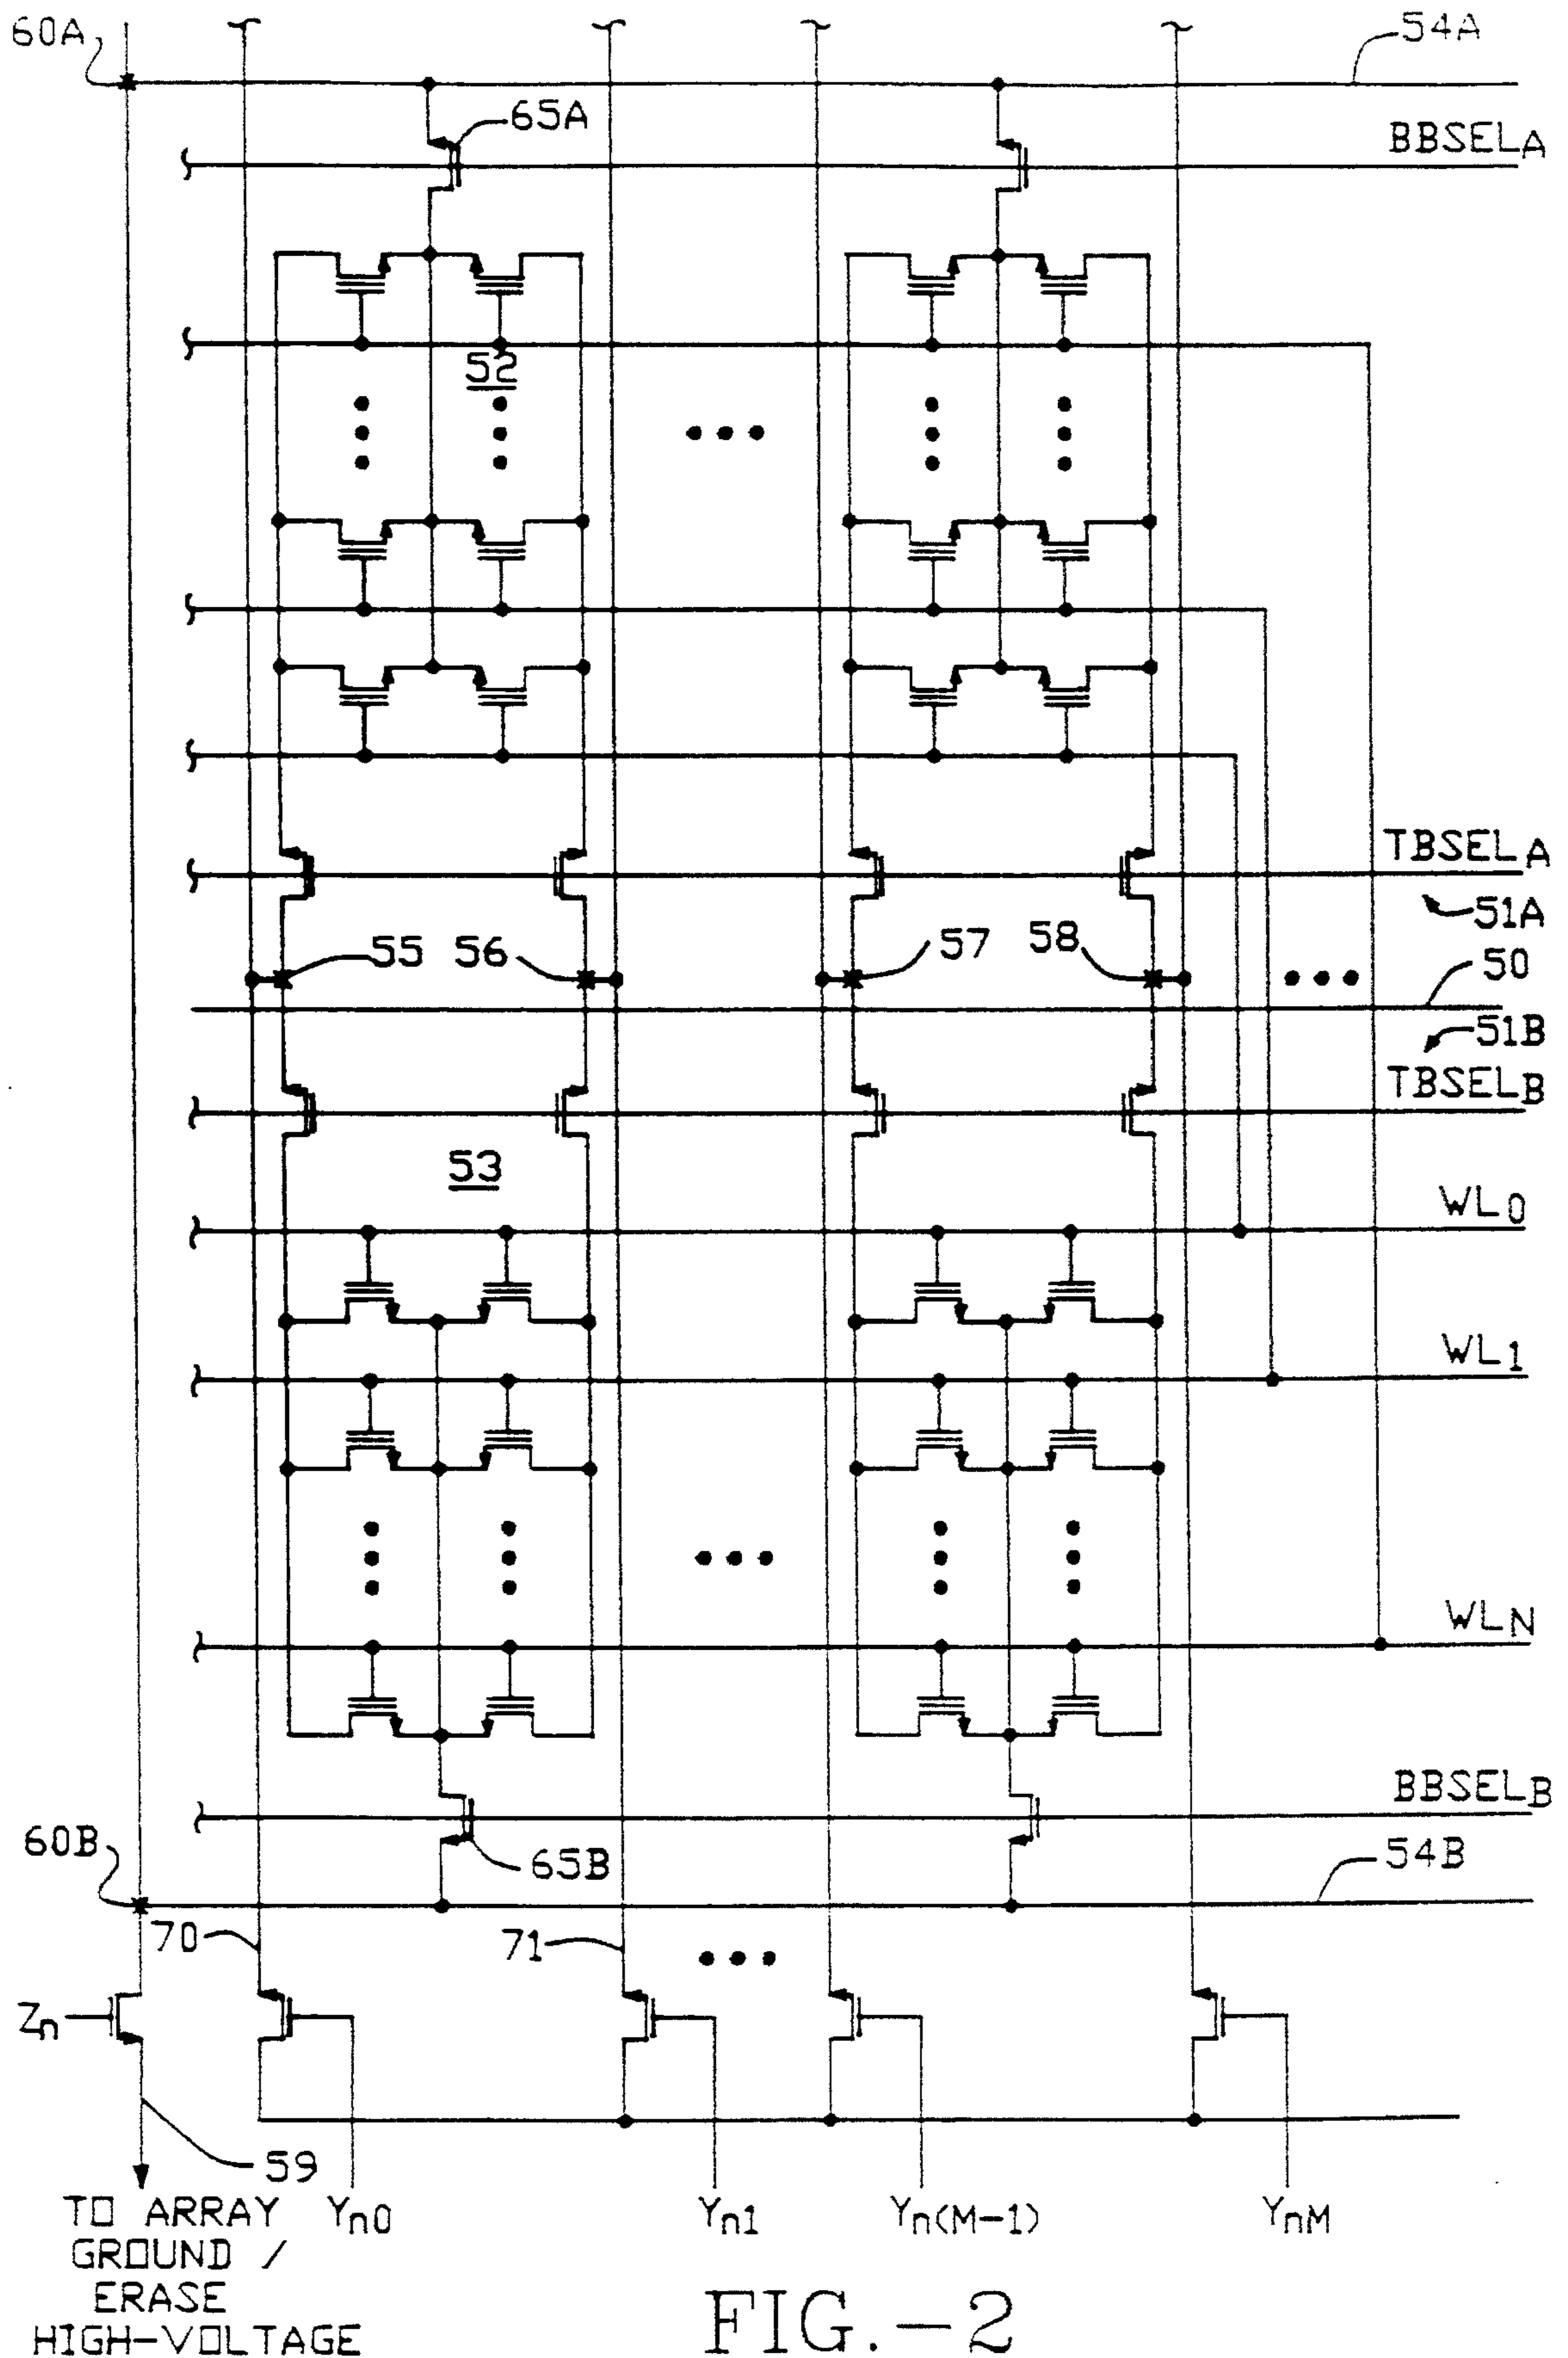 60A
54A
65A
BBSELA
52
TBSELA
51A
55
56
57
58
50
51B
TBSELB
53
WL0
WL1
WLN
BBSELB
60B
65B
54B
70
71
Zn
59
TO ARRAY
GROUND /
ERASE
HIGH-VOLTAGE
Yn0
Yn1
Yn(M-1)
YnM
FIG.-2